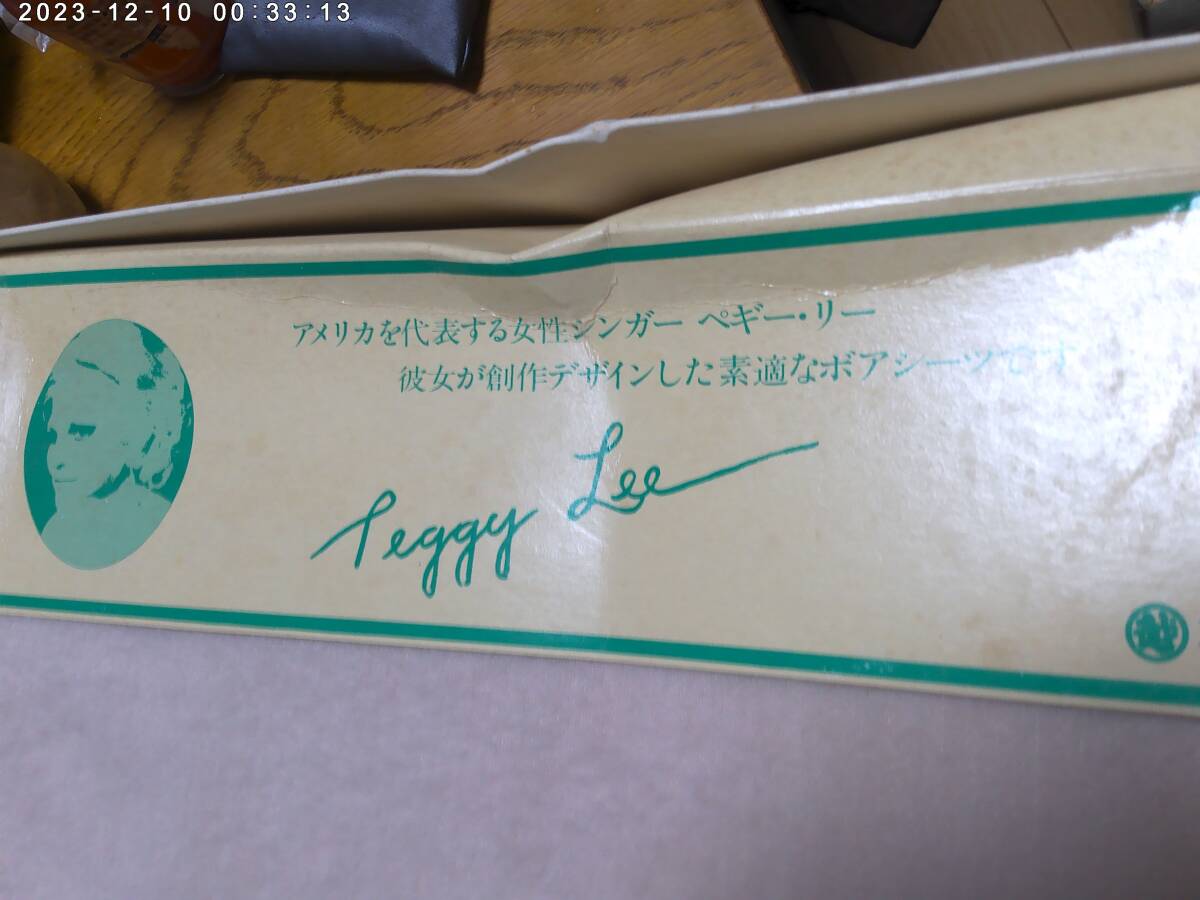 2023-12-10 00:33:13
アメリカを代表する女性シンガー ペギー・リー
彼女が創作デザインした素適なボアシーツです
Peggy Lee